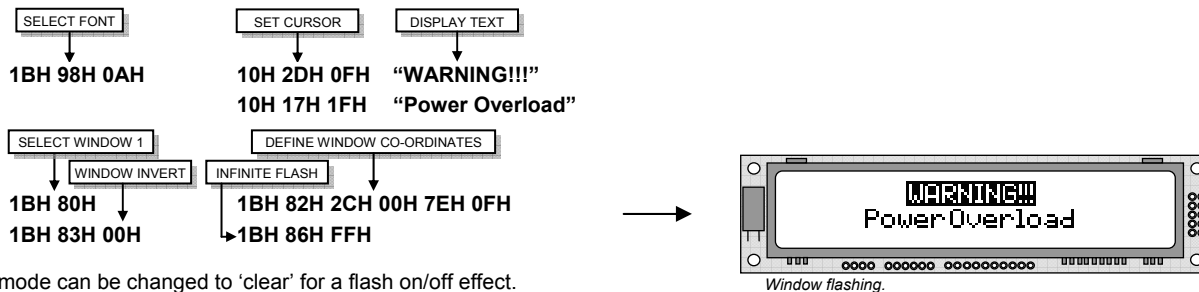 SELECT FONT SET CURSOR DISPLAY TEXT
1BH 98H 0AH 10H 2DH 0FH “WARNING!!!”
10H 17H 1FH “Power Overload”
SELECT WINDOW 1 DEFINE WINDOW CO-ORDINATES
WINDOW INVERT INFINITE FLASH
1BH 80H 1BH 82H 2CH 00H 7EH 0FH
1BH 83H 00H 1BH 86H FFH
WARNING!!!
Power Overload
mode can be changed to ‘clear’ for a flash on/off effect.
Window flashing.